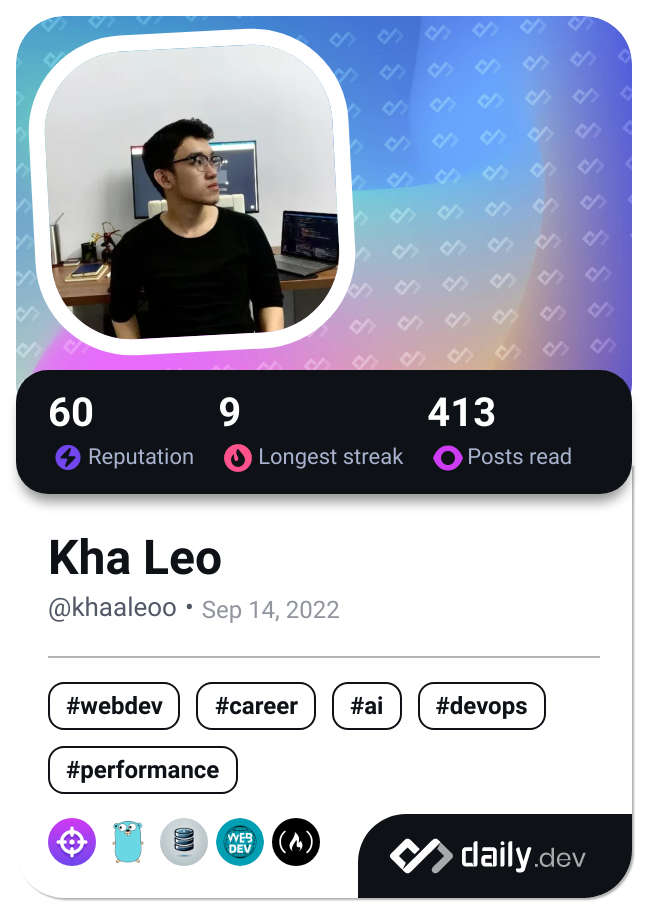 60 9 413
Reputation Longest streak Posts read
Kha Leo
@khaaleoo • Sep 14, 2022
#webdev #career #ai #devops
#performance
WEB
DEV
daily.dev